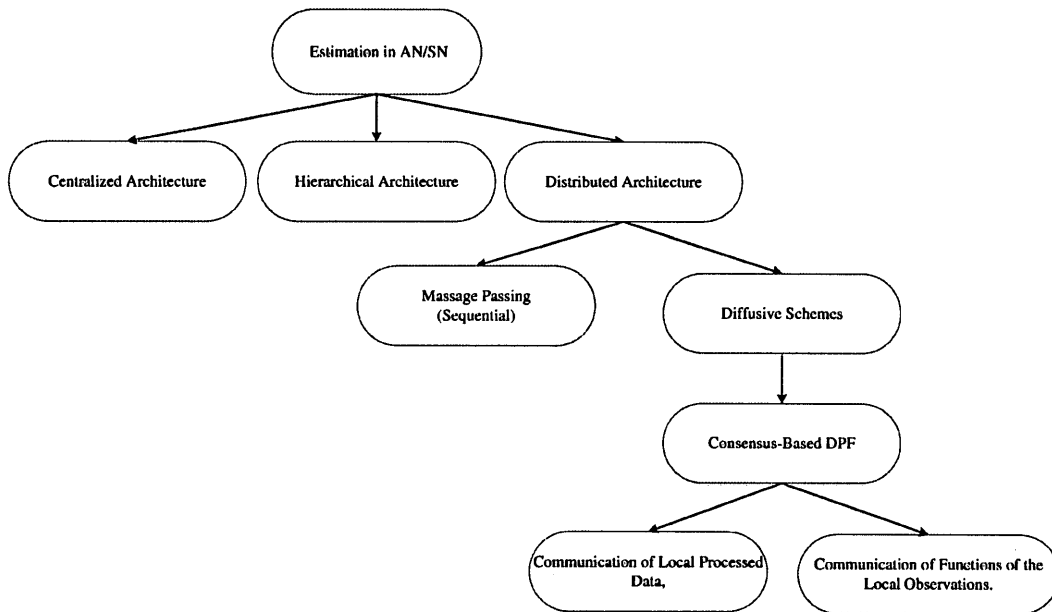 Estimation in AN/SN
Centralized Architecture
Hierarchical Architecture
Distributed Architecture
Massage Passing
(Sequential)
Diffusive Schemes
Consensus-Based DPF
Communication of Local Processed
Data,
Communication of Functions of the
Local Observations.